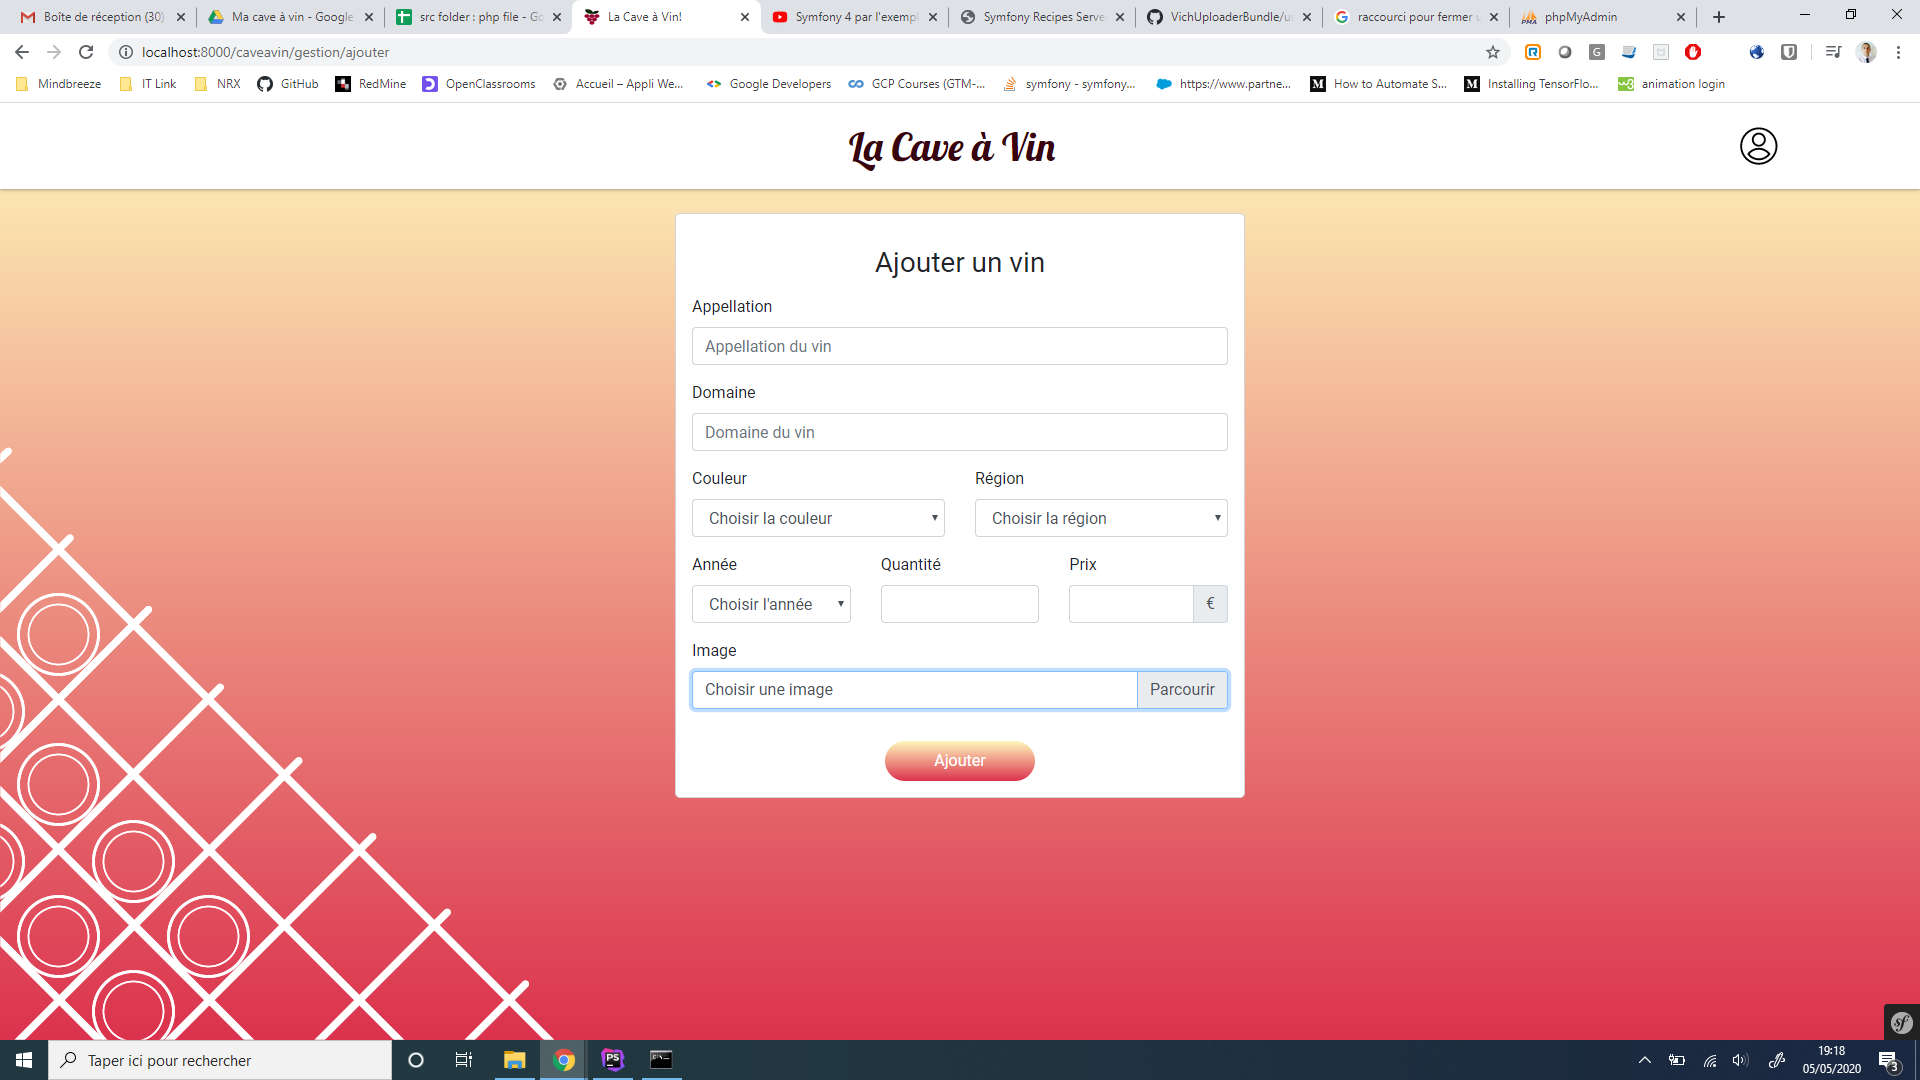 Boîte de réception (30)
Ma cave à vin - Google
src folder : php file - Go
La Cave à Vin!
Symfony 4 par l'exempl
Symfony Recipes Serve
VichUploaderBundle/us
raccourci pour fermer u
phpMyAdmin
localhost:8000/caveavin/gestion/ajouter
Mindbreeze
IT Link
NRX
GitHub
RedMine
OpenClassrooms
Accueil – Appli We...
Google Developers
GCP Courses (GTM-...
symfony - symfony...
https://www.partne...
How to Automate S...
Installing TensorFlo...
animation login
La Cave à Vin
Ajouter un vin
Appellation
Appellation du vin
Domaine
Domaine du vin
Couleur
Région
Choisir la couleur
Choisir la région
Année
Quantité
Prix
Choisir l'année
€
Image
Choisir une image
Parcourir
Ajouter
sf
Taper ici pour rechercher
PS
19:18
05/05/2020
3